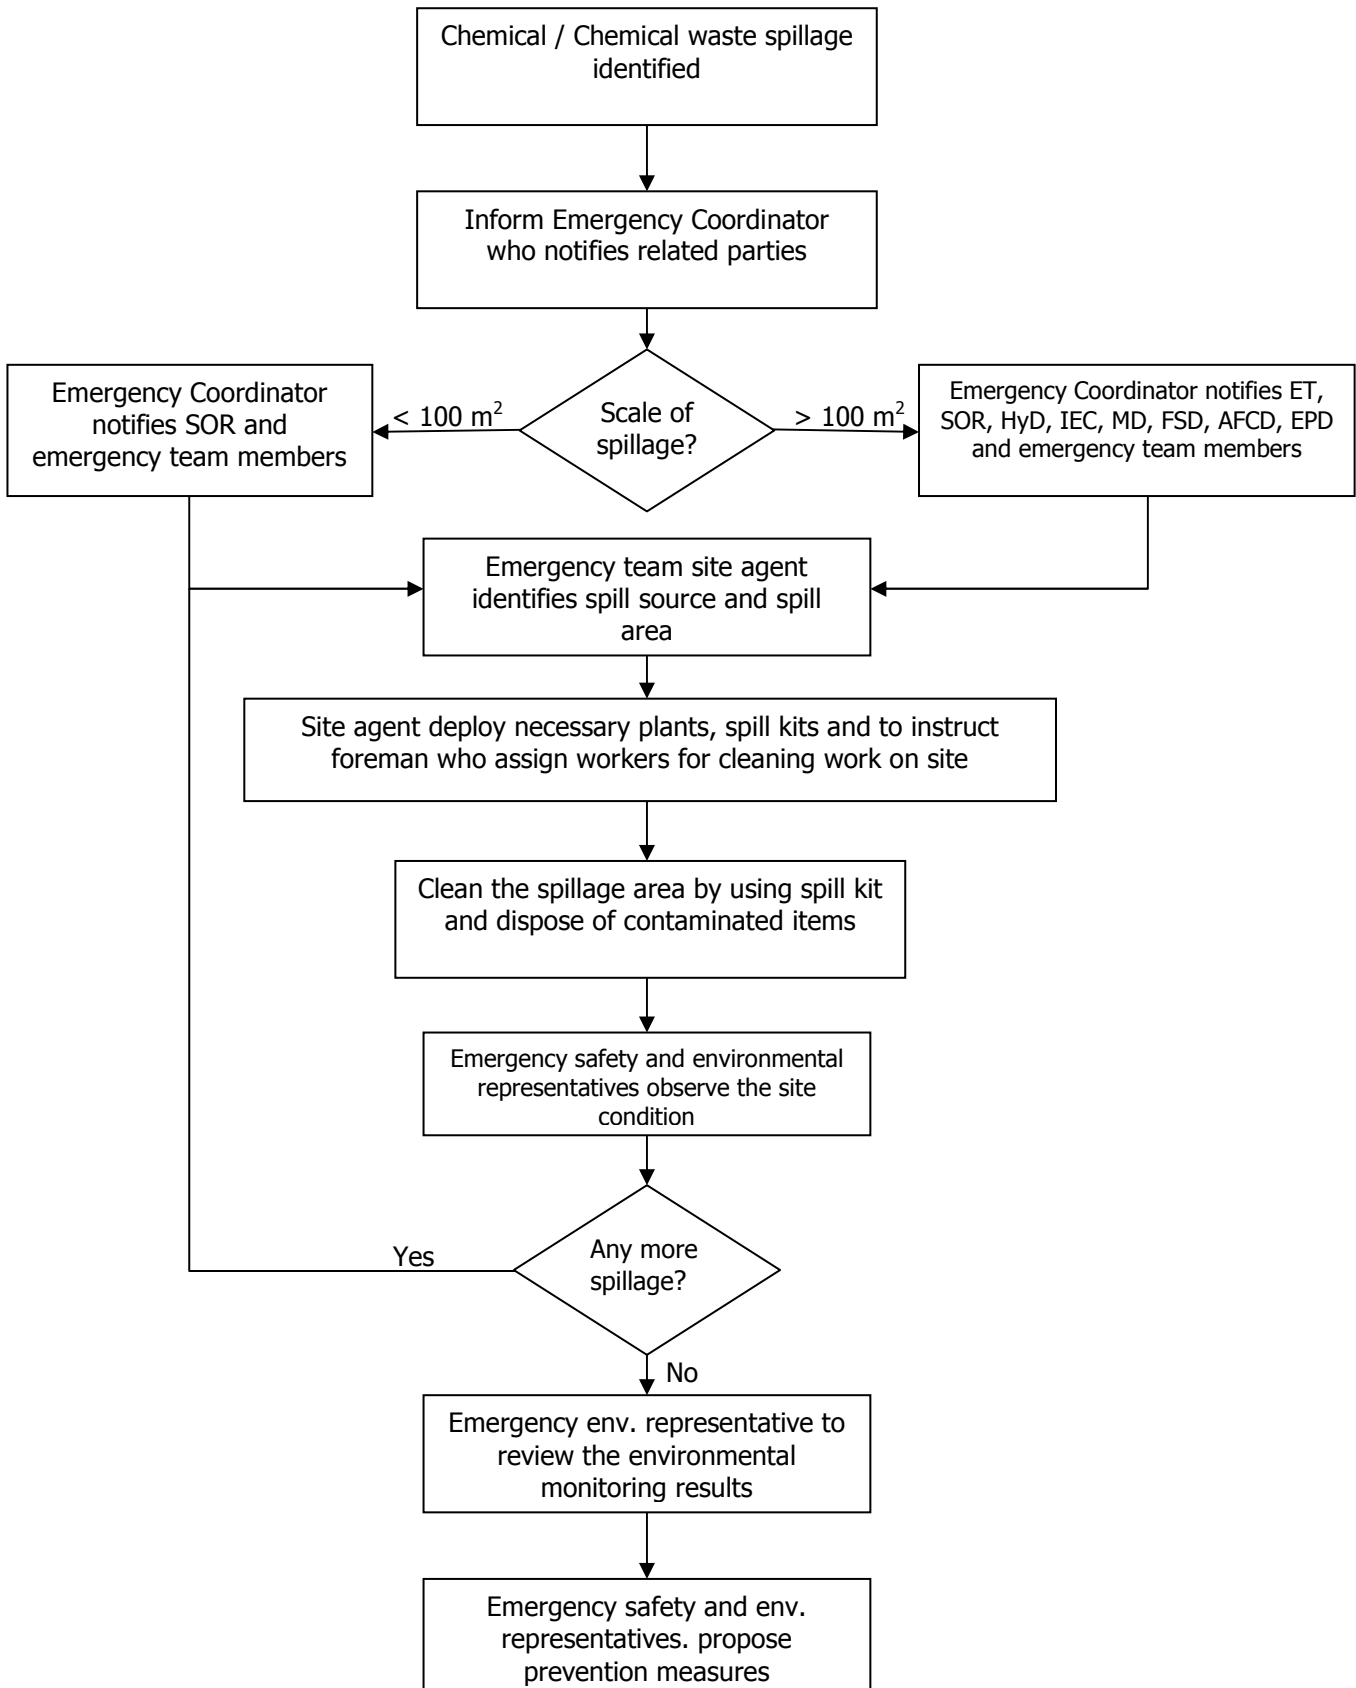 Chemical / Chemical waste spillage
identified
Inform Emergency Coordinator
who notifies related parties
Emergency Coordinator
notifies SOR and
emergency team members
< 100 m²
Scale of
spillage?
> 100 m²
Emergency Coordinator notifies ET,
SOR, HyD, IEC, MD, FSD, AFCD, EPD
and emergency team members
Emergency team site agent
identifies spill source and spill
area
Site agent deploy necessary plants, spill kits and to instruct
foreman who assign workers for cleaning work on site
Clean the spillage area by using spill kit
and dispose of contaminated items
Emergency safety and environmental
representatives observe the site
condition
Any more
spillage?
Yes
No
Emergency env. representative to
review the environmental
monitoring results
Emergency safety and env.
representatives. propose
prevention measures